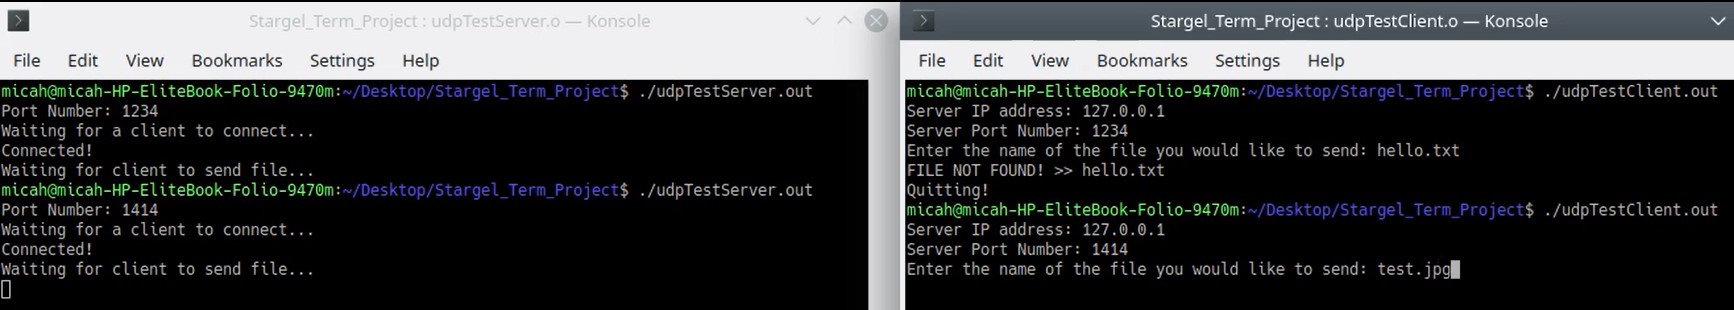 Stargel_Term_Project : udpTestServer.o — Konsole
File Edit View Bookmarks Settings Help
micah@micah-HP-EliteBook-Folio-9470m:~/Desktop/Stargel_Term_Project$ ./udpTestServer.out
Port Number: 1234
Waiting for a client to connect...
Connected!
Waiting for client to send file...
micah@micah-HP-EliteBook-Folio-9470m:~/Desktop/Stargel_Term_Project$ ./udpTestServer.out
Port Number: 1414
Waiting for a client to connect...
Connected!
Waiting for client to send file...
Stargel_Term_Project : udpTestClient.o — Konsole
File Edit View Bookmarks Settings Help
micah@micah-HP-EliteBook-Folio-9470m:~/Desktop/Stargel_Term_Project$ ./udpTestClient.out
Server IP address: 127.0.0.1
Server Port Number: 1234
Enter the name of the file you would like to send: hello.txt
FILE NOT FOUND! >> hello.txt
Quitting!
micah@micah-HP-EliteBook-Folio-9470m:~/Desktop/Stargel_Term_Project$ ./udpTestClient.out
Server IP address: 127.0.0.1
Server Port Number: 1414
Enter the name of the file you would like to send: test.jpg